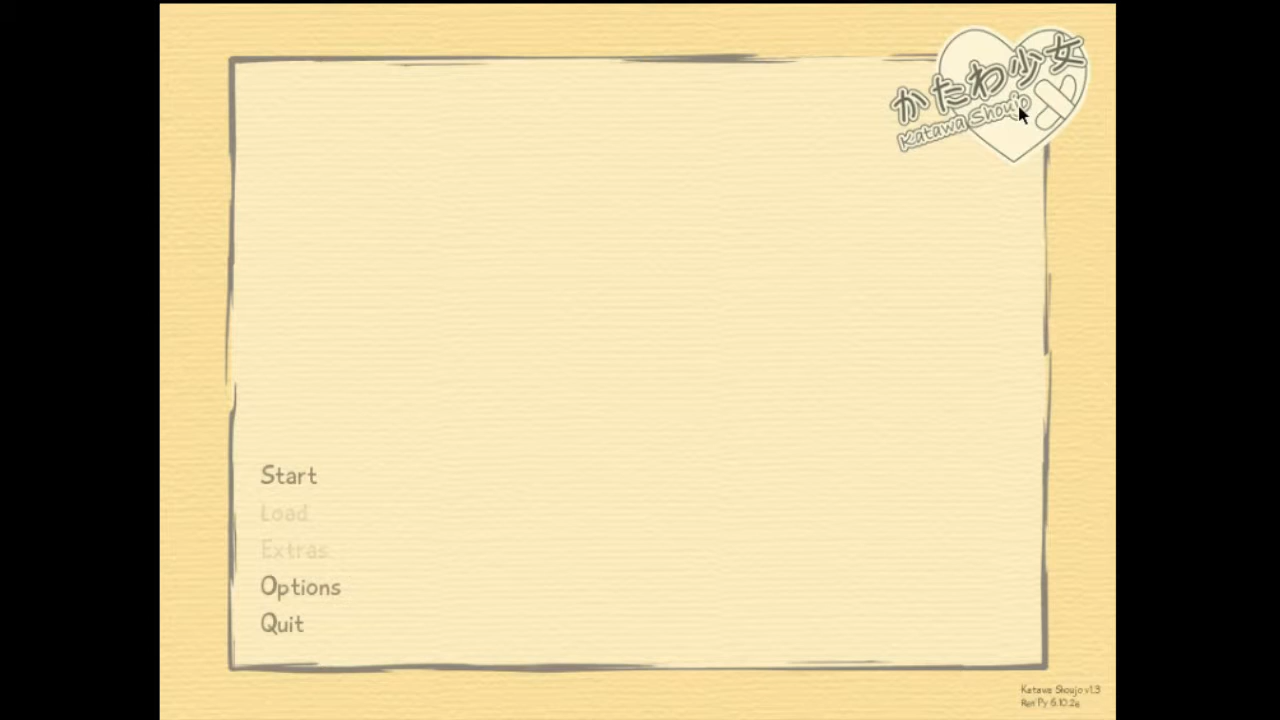 かたわ少女
Katawa Shoujo
Start
Load
Extras
Options
Quit
Katawa Shoujo v1.3
Ren'Py 6.10.2e